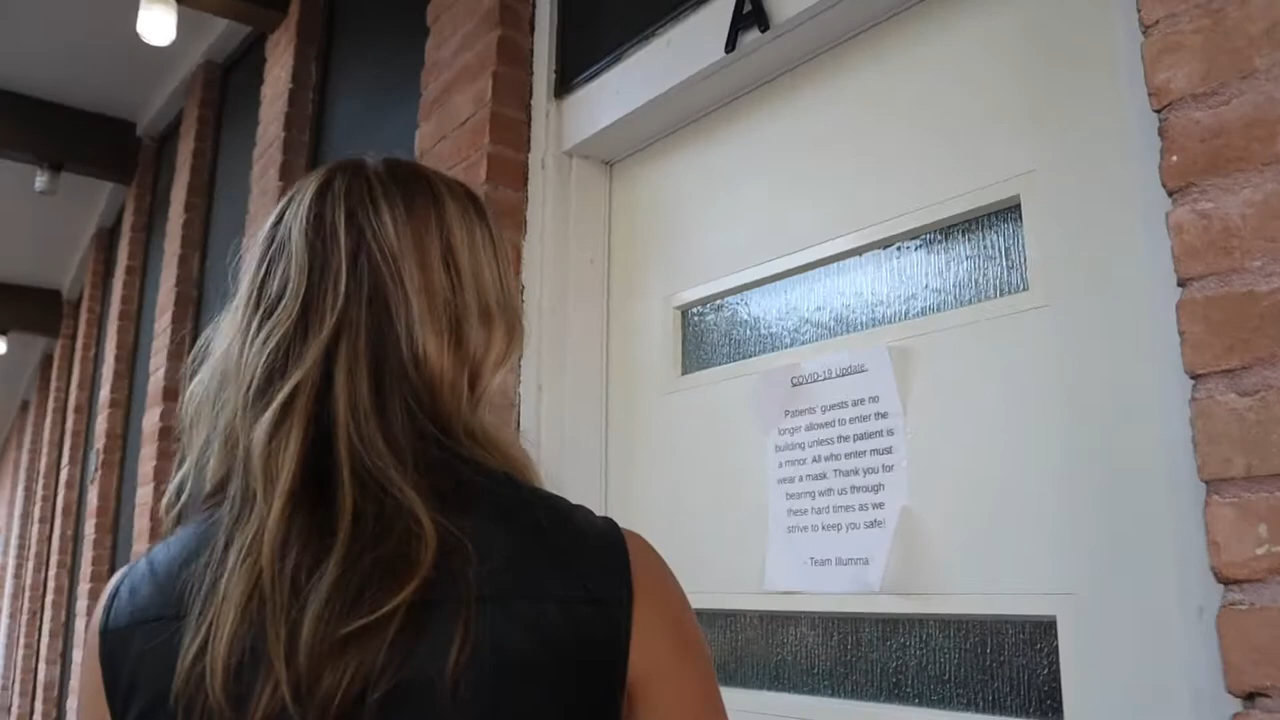 A
COVID-19 Update
Patients' guests are no
longer allowed to enter the
building unless the patient is
a minor. All who enter must
wear a mask. Thank you for
bearing with us through
these hard times as we
strive to keep you safe!
- Team Illumma